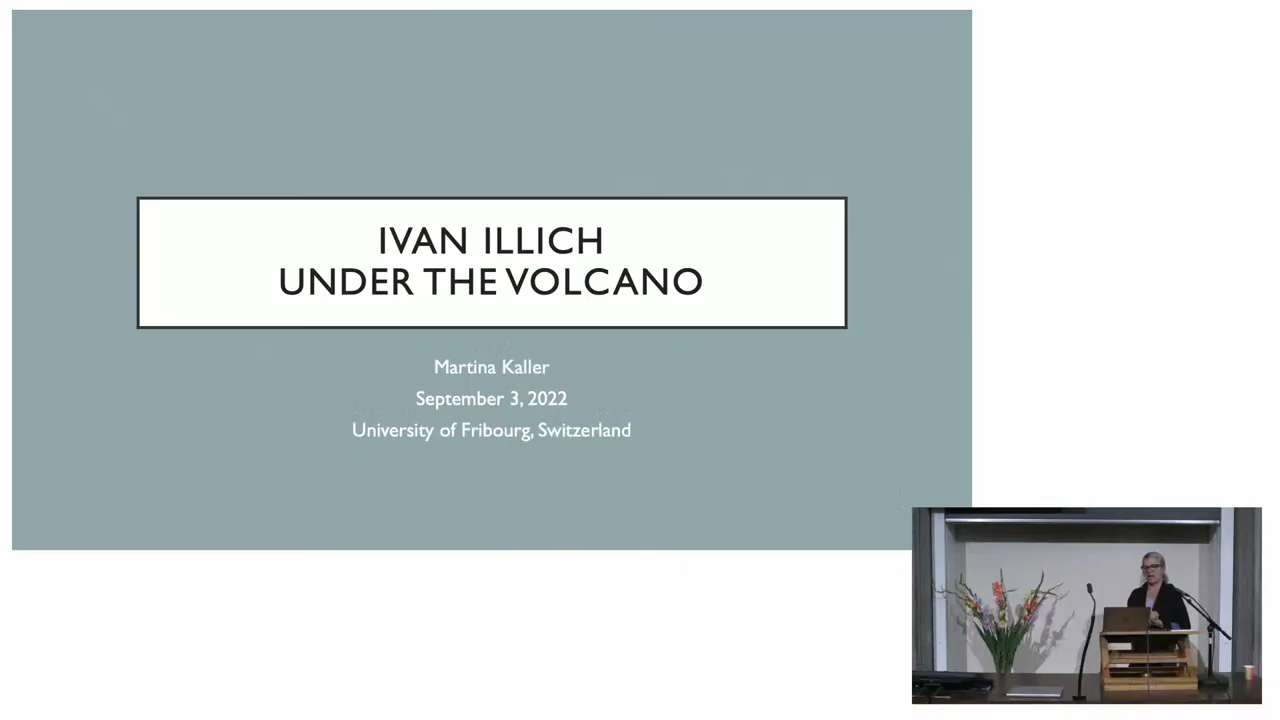 IVAN ILLICH
UNDER THE VOLCANO
Martina Kaller
September 3, 2022
University of Fribourg, Switzerland